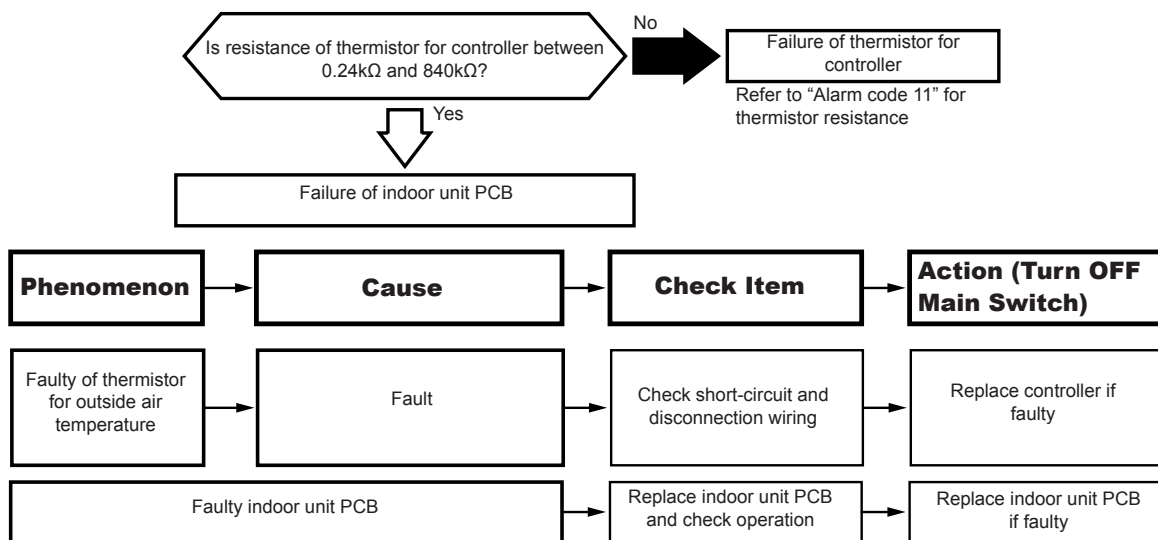 No
Is resistance of thermistor for controller between
0.24kΩ and 840kΩ?
Failure of thermistor for
controller
Refer to “Alarm code 11” for
thermistor resistance
Yes
Failure of indoor unit PCB
Phenomenon
Cause
Check Item
Action (Turn OFF
Main Switch)
Faulty of thermistor
for outside air
temperature
Fault
Check short-circuit and
disconnection wiring
Replace controller if
faulty
Faulty indoor unit PCB
Replace indoor unit PCB
and check operation
Replace indoor unit PCB
if faulty